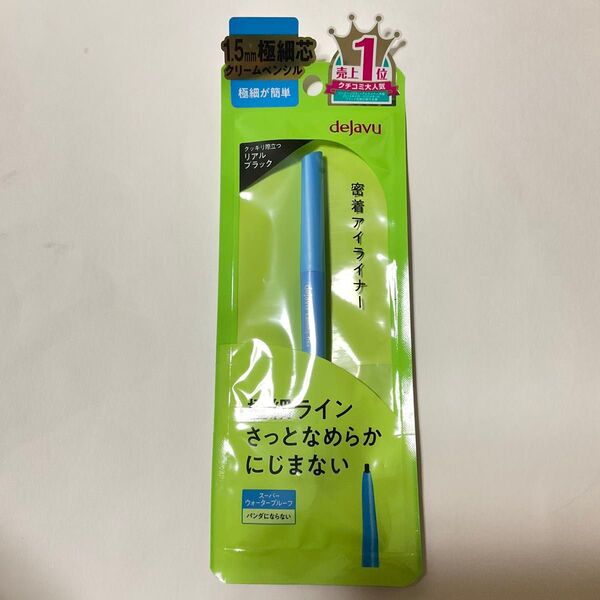 1.5mm極細芯
クリームペンシル
極細が簡単
売上1位
クチコミ大人気
dejavu
クッキリ際立つ
リアル
ブラック
密着アイライナー
dejavu
ライン
さっとなめらか
にじまない
スーパー
ウォータープルーフ
パンダにならない